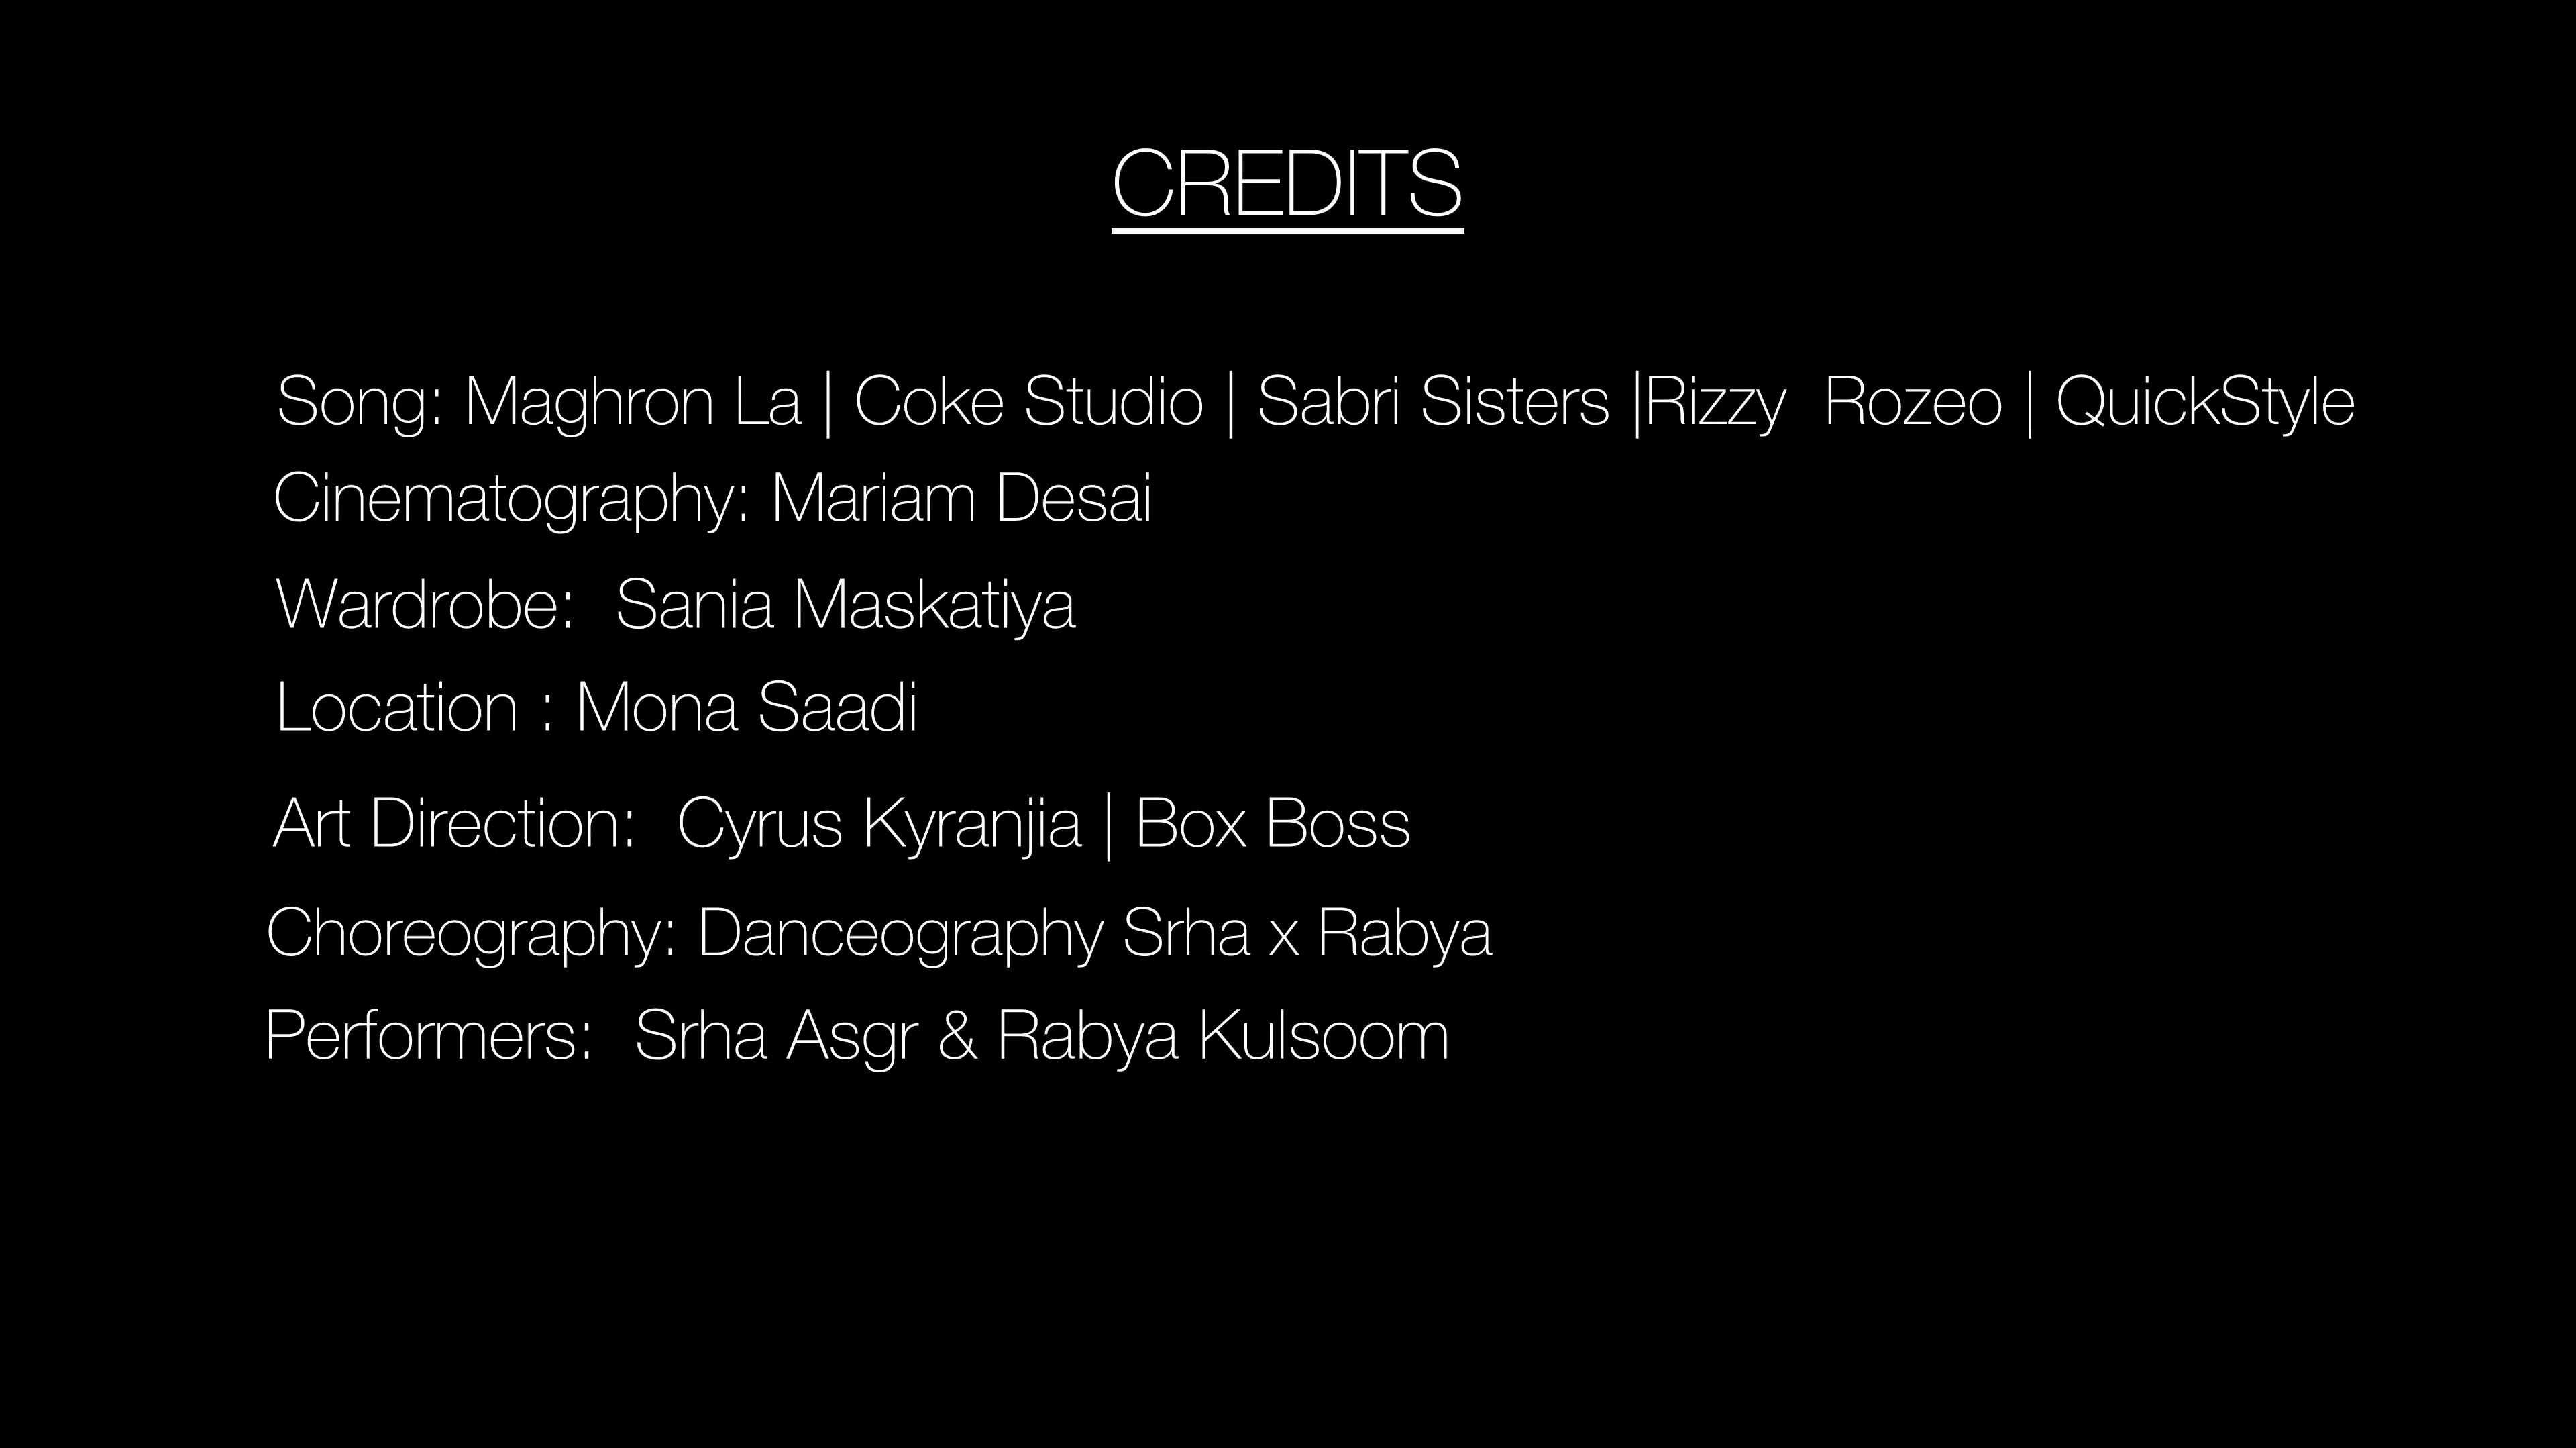 CREDITS
Song: Maghron La | Coke Studio | Sabri Sisters |Rizzy  Rozeo | QuickStyle
Cinematography: Mariam Desai
Wardrobe:  Sania Maskatiya
Location : Mona Saadi
Art Direction:  Cyrus Kyranjia | Box Boss
Choreography: Danceography Srha x Rabya
Performers:  Srha Asgr & Rabya Kulsoom